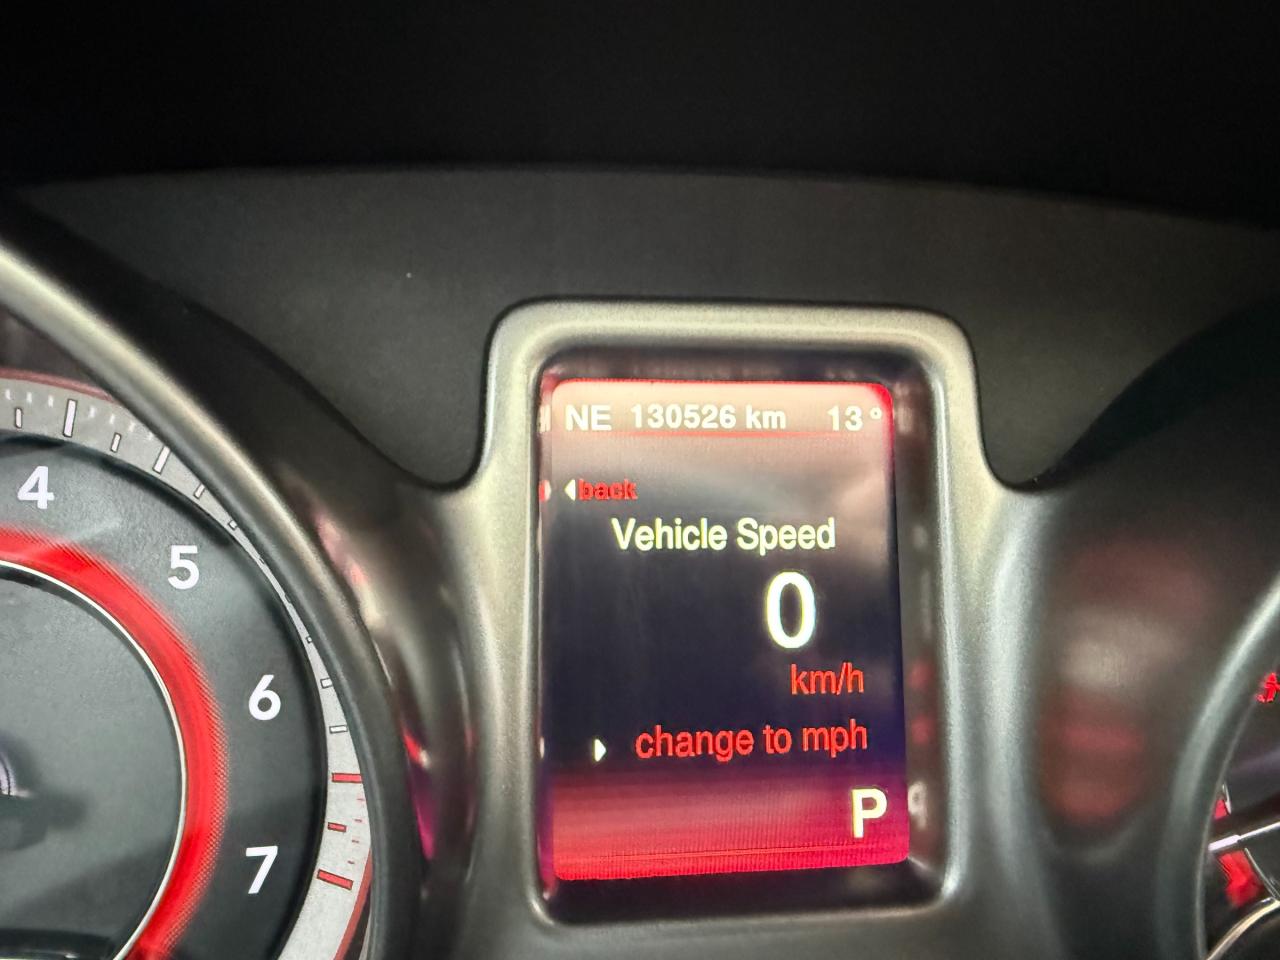 NE 130526 km 13°
back
Vehicle Speed
0
km/h
change to mph
P
4
5
6
7